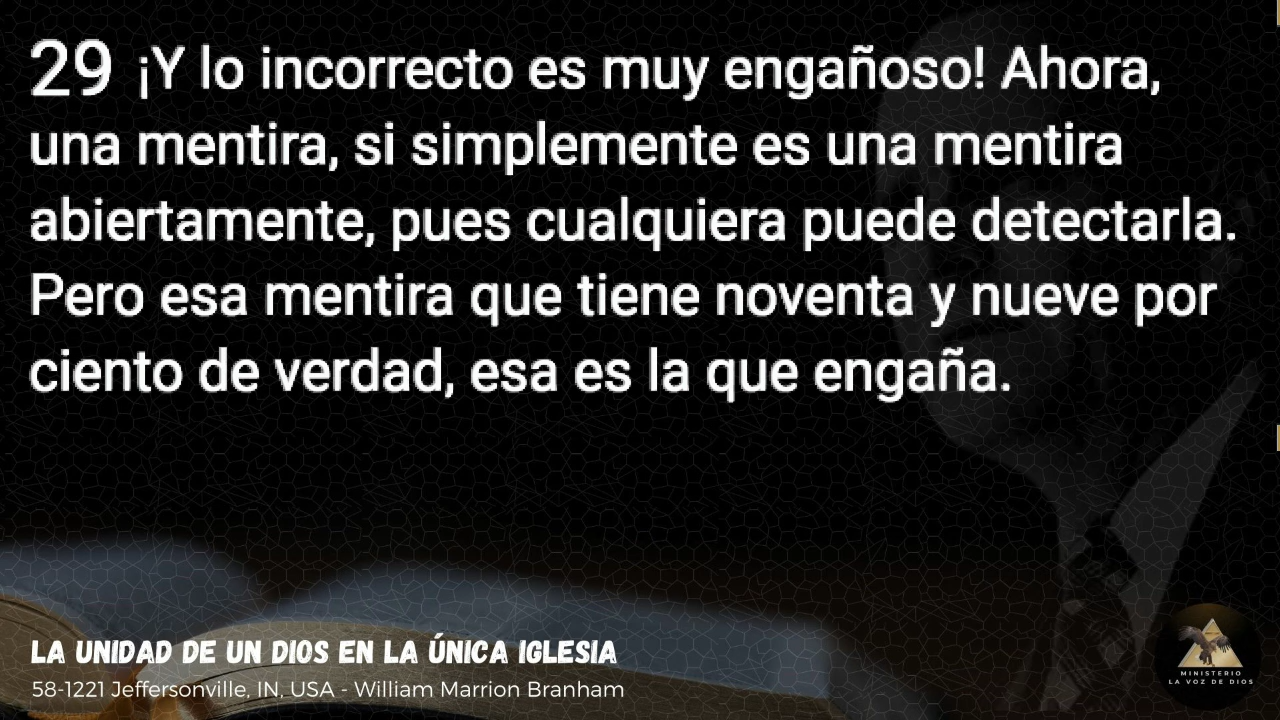 29 ¡Y lo incorrecto es muy engañoso! Ahora,
una mentira, si simplemente es una mentira
abiertamente, pues cualquiera puede detectarla.
Pero esa mentira que tiene noventa y nueve por
ciento de verdad, esa es la que engaña.
LA UNIDAD DE UN DIOS EN LA ÚNICA IGLESIA
58-1221 Jeffersonville, IN, USA - William Marrion Branham
MINISTERIO
LA VOZ DE DIOS